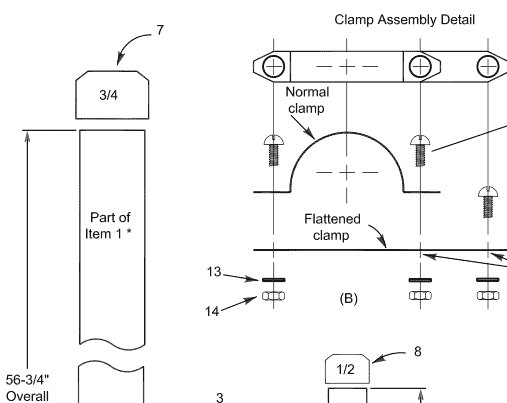 Clamp Assembly Detail
7
3/4
Normal
clamp
Part of
Item 1 *
Flattened
clamp
13
14
(B)
8
1/2
56-3/4"
Overall
3